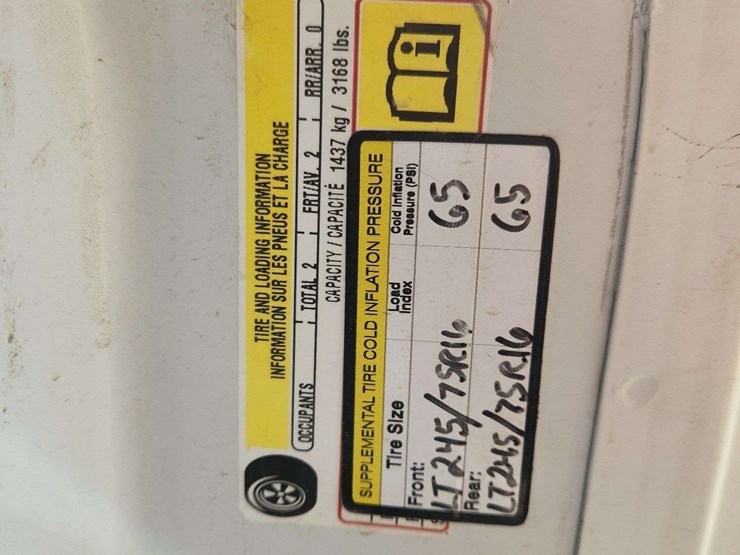 TIRE AND LOADING INFORMATION
INFORMATION SUR LES PNEUS ET LA CHARGE
OCCUPANTS : TOTAL 2 : FRT/AV. 2 : RR/ARR. 0
CAPACITY / CAPACITÉ 1437 kg / 3168 lbs.
SUPPLEMENTAL TIRE COLD INFLATION PRESSURE
Tire Size Load Index Cold Inflation Pressure (PSI)
Front:
LT245/75R16 65
Rear:
LT245/75R16 65